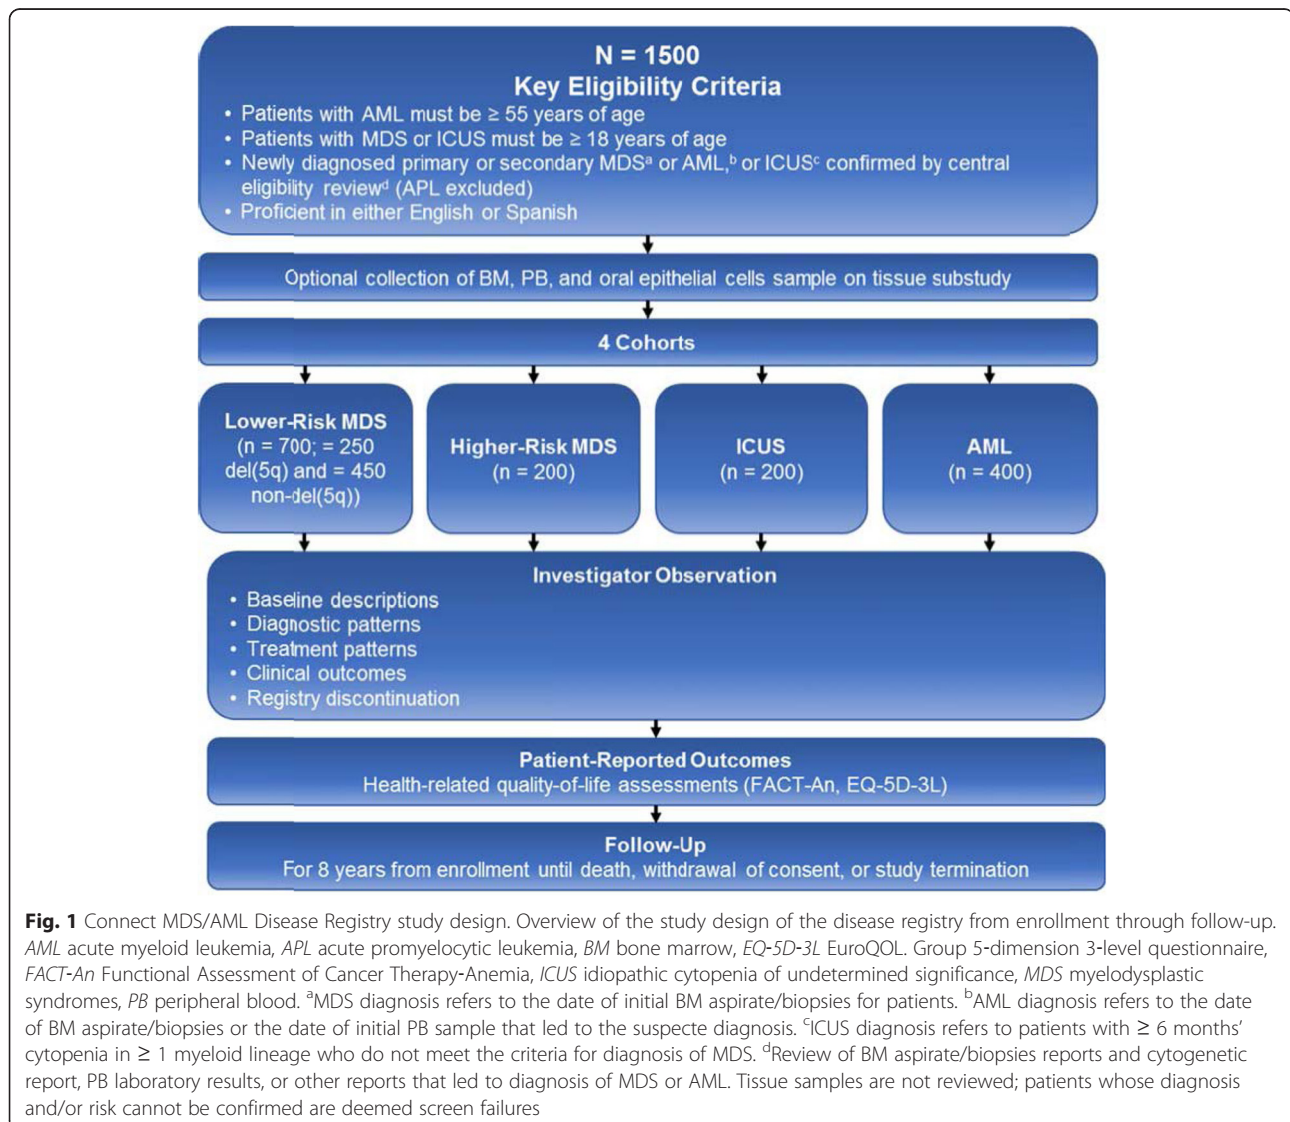 N = 1500
Key Eligibility Criteria
• Patients with AML must be ≥ 55 years of age
• Patients with MDS or ICUS must be ≥ 18 years of age
• Newly diagnosed primary or secondary MDSᵃ or AML,ᵇ or ICUSᶜ confirmed by central
eligibility reviewᵈ (APL excluded)
• Proficient in either English or Spanish
Optional collection of BM, PB, and oral epithelial cells sample on tissue substudy
4 Cohorts
Lower-Risk MDS
(n = 700; = 250
del(5q) and = 450
non-del(5q))
Higher-Risk MDS
(n = 200)
ICUS
(n = 200)
AML
(n = 400)
Investigator Observation
• Baseline descriptions
• Diagnostic patterns
• Treatment patterns
• Clinical outcomes
• Registry discontinuation
Patient-Reported Outcomes
Health-related quality-of-life assessments (FACT-An, EQ-5D-3L)
Follow-Up
For 8 years from enrollment until death, withdrawal of consent, or study termination
Fig. 1 Connect MDS/AML Disease Registry study design. Overview of the study design of the disease registry from enrollment through follow-up.
AML acute myeloid leukemia, APL acute promyelocytic leukemia, BM bone marrow, EQ-5D-3L EuroQOL. Group 5-dimension 3-level questionnaire,
FACT-An Functional Assessment of Cancer Therapy-Anemia, ICUS idiopathic cytopenia of undetermined significance, MDS myelodysplastic
syndromes, PB peripheral blood. ᵃMDS diagnosis refers to the date of initial BM aspirate/biopsies for patients. ᵇAML diagnosis refers to the date
of BM aspirate/biopsies or the date of initial PB sample that led to the suspecte diagnosis. ᶜICUS diagnosis refers to patients with ≥ 6 months'
cytopenia in ≥ 1 myeloid lineage who do not meet the criteria for diagnosis of MDS. ᵈReview of BM aspirate/biopsies reports and cytogenetic
report, PB laboratory results, or other reports that led to diagnosis of MDS or AML. Tissue samples are not reviewed; patients whose diagnosis
and/or risk cannot be confirmed are deemed screen failures